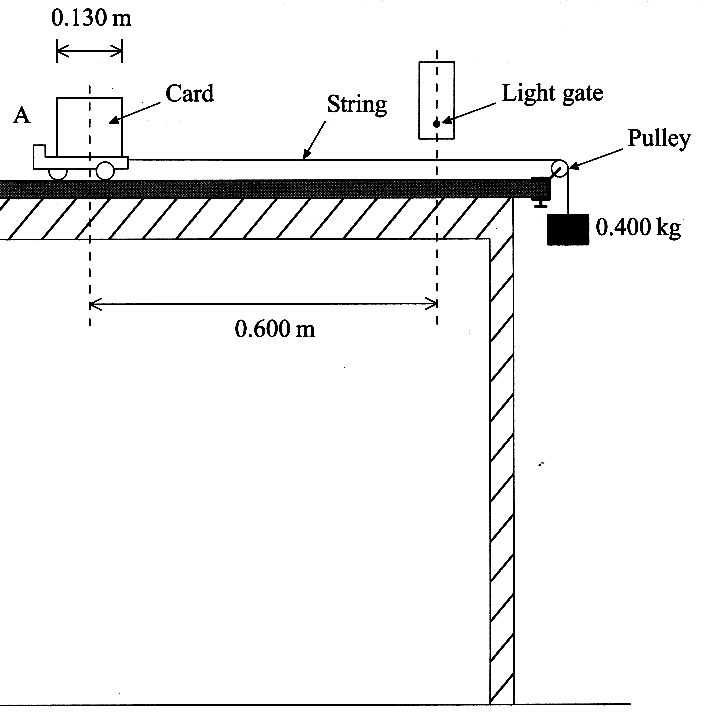 0.130 m
Card
A
String
Light gate
Pulley
0.400 kg
0.600 m